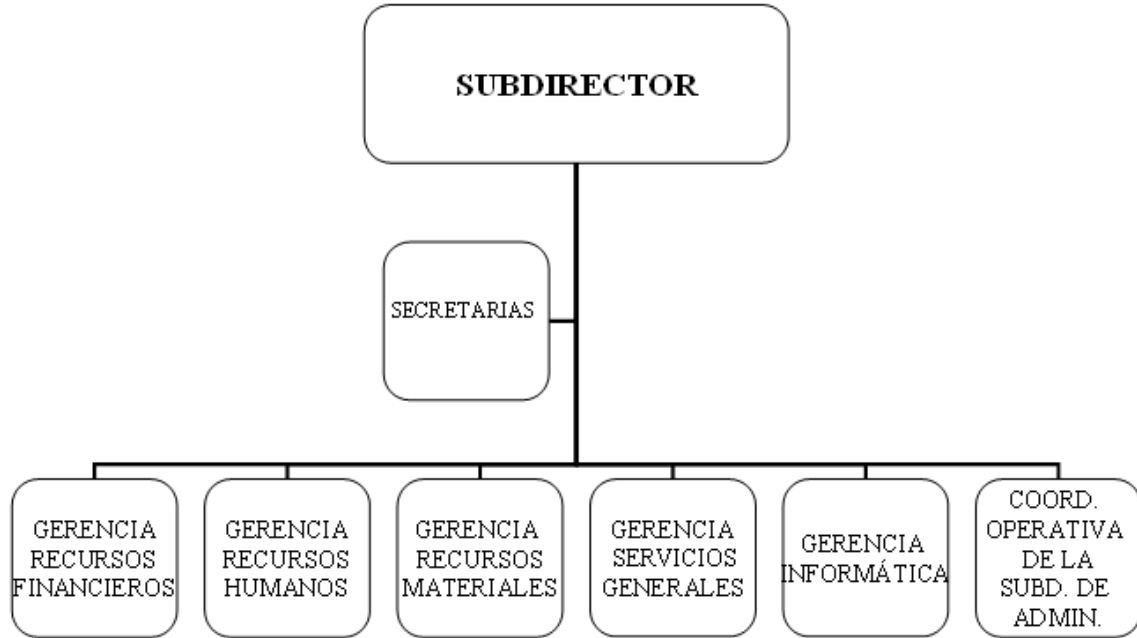 SUBDIRECTOR
SECRETARIAS
GERENCIA
RECURSOS
FINANCIEROS
GERENCIA
RECURSOS
HUMANOS
GERENCIA
RECURSOS
MATERIALES
GERENCIA
SERVICIOS
GENERALES
GERENCIA
INFORMÁTICA
COORD.
OPERATIVA
DE LA
SUBD. DE
ADMIN.